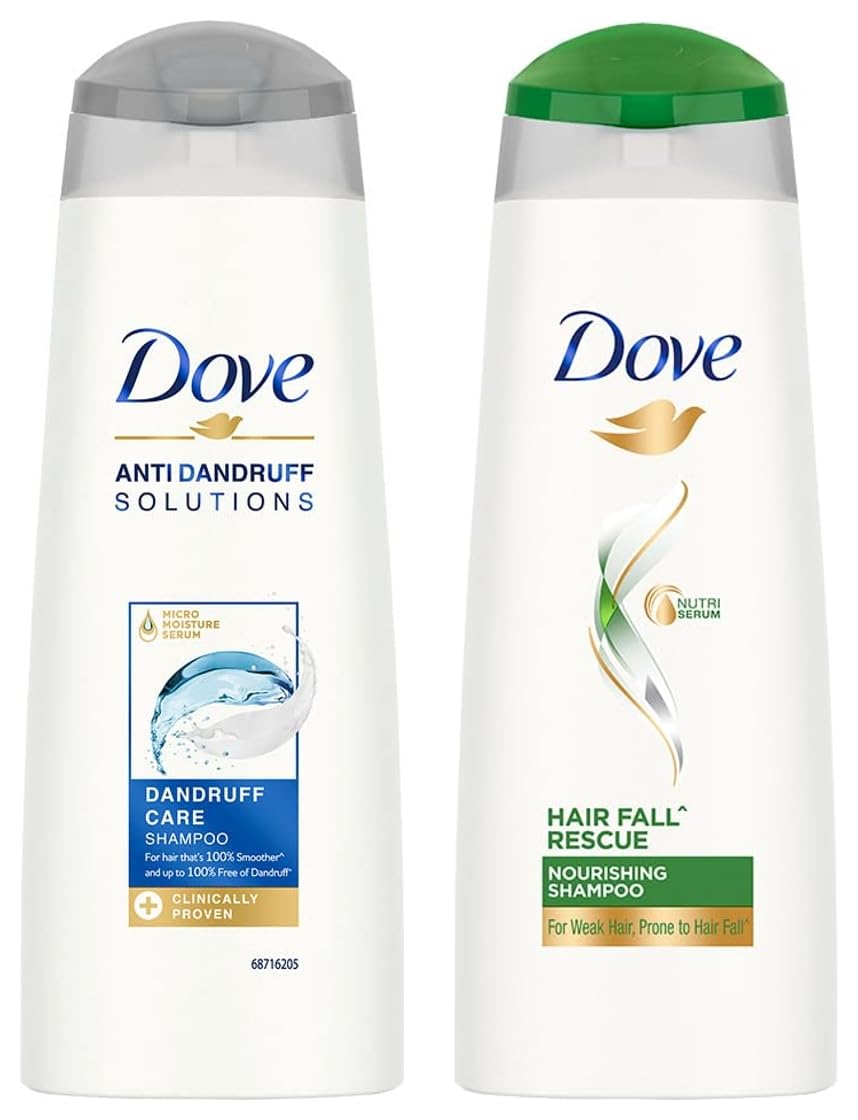 Dove
ANTI DANDRUFF
SOLUTIONS
MICRO
MOISTURE
SERUM
DANDRUFF
CARE
SHAMPOO
For hair that's 100% Smoother^
and up to 100% Free of Dandruff*
CLINICALLY
PROVEN
68716205
Dove
NUTRI
SERUM
HAIR FALL^
RESCUE
NOURISHING
SHAMPOO
For Weak Hair, Prone to Hair Fall^